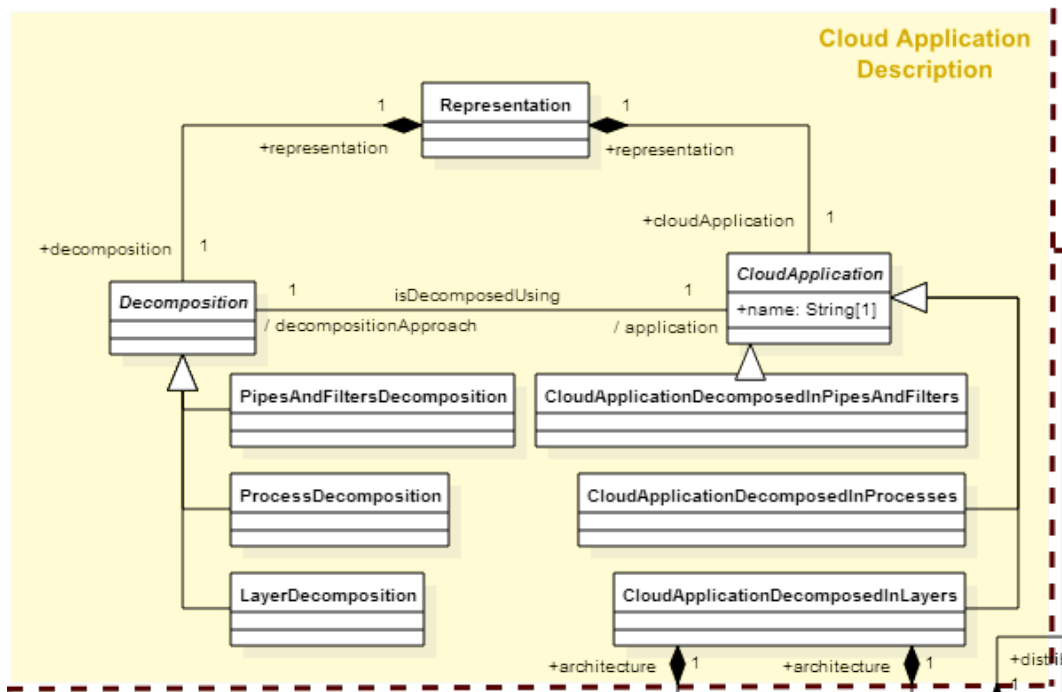 Cloud Application
Description
Representation
1
1
+representation
+representation
+cloudApplication
1
+decomposition
1
CloudApplication
+name: String[1]
Decomposition
1
isDecomposedUsing
1
/ decompositionApproach
/ application
PipesAndFiltersDecomposition
CloudApplicationDecomposedInPipesAndFilters
ProcessDecomposition
CloudApplicationDecomposedInProcesses
LayerDecomposition
CloudApplicationDecomposedInLayers
+architecture
1
+architecture
1
1